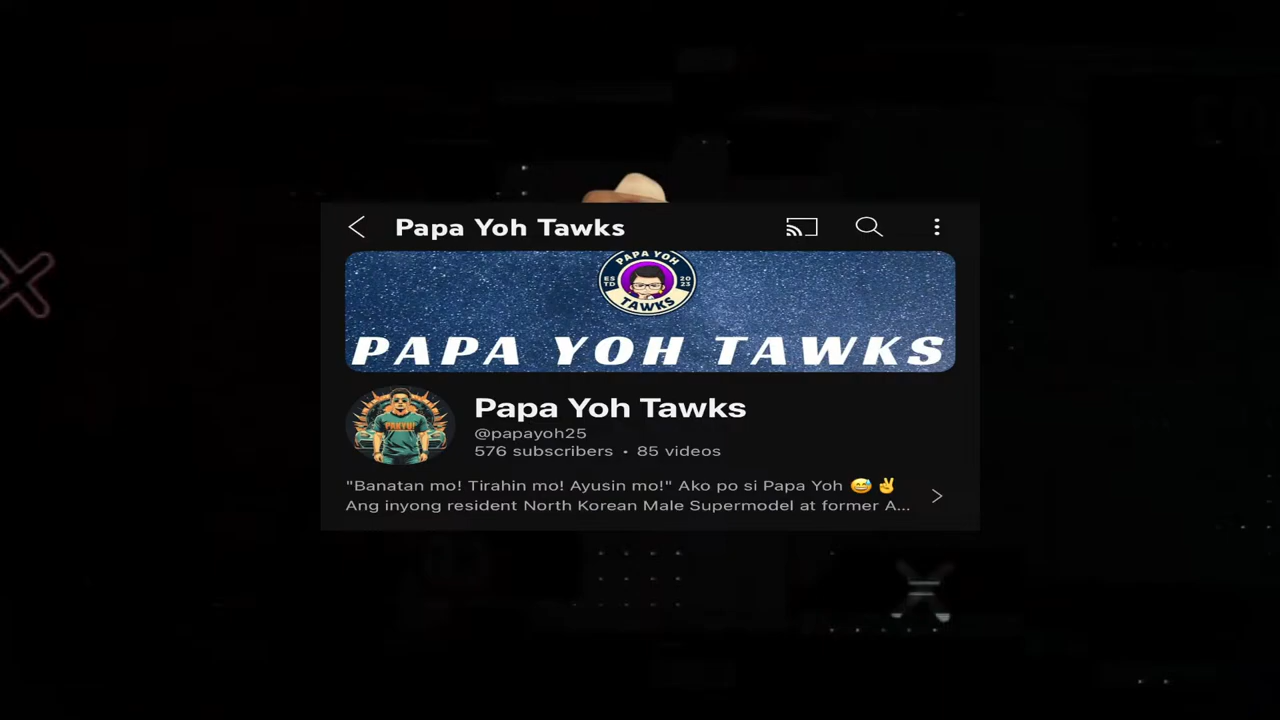 Papa Yoh Tawks
PAPA YOH
ES 20
TD 23
TAWKS
PAPA YOH TAWKS
PAKYU!
Papa Yoh Tawks
@papayoh25
576 subscribers • 85 videos
"Banatan mo! Tirahin mo! Ayusin mo!" Ako po si Papa Yoh 😅✌
Ang inyong resident North Korean Male Supermodel at former A...